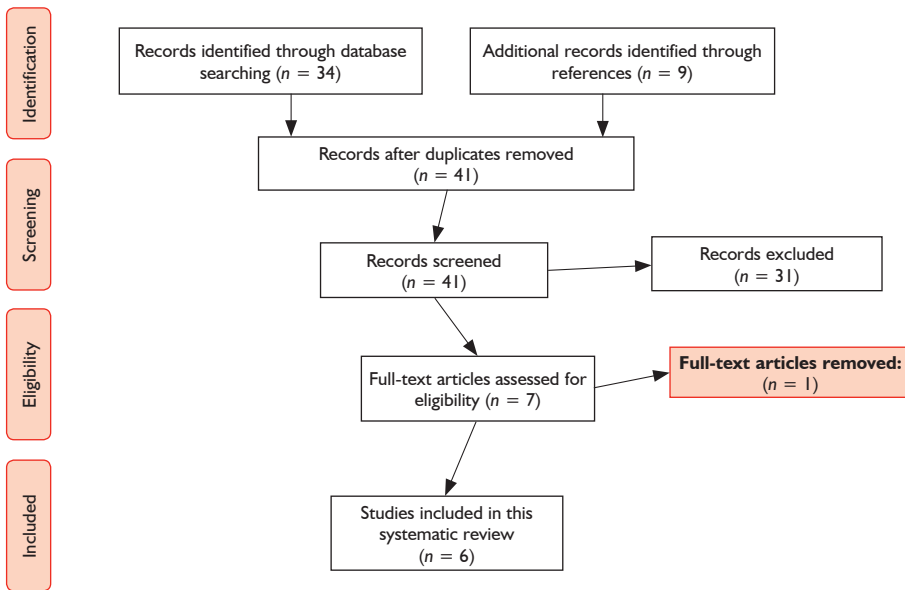 Identification
Records identified through database
searching (n = 34)
Additional records identified through
references (n = 9)
Records after duplicates removed
(n = 41)
Screening
Records screened
(n = 41)
Records excluded
(n = 31)
Eligibility
Full-text articles assessed for
eligibility (n = 7)
Full-text articles removed:
(n = 1)
Included
Studies included in this
systematic review
(n = 6)